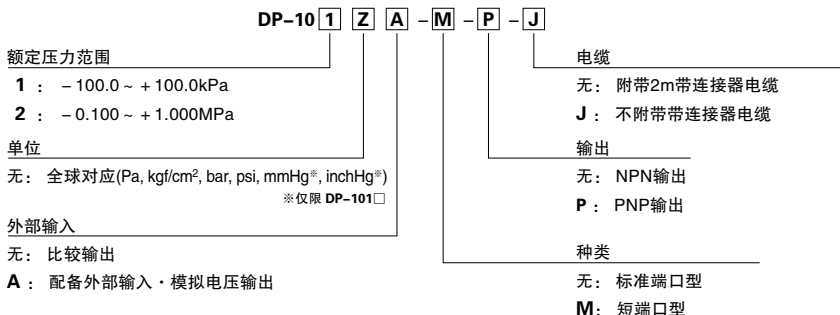 DP-101ZA-M-P-J
额定压力范围
1 : -100.0 ~ +100.0kPa
2 : -0.100 ~ +1.000MPa
单位
无: 全球对应(Pa, kgf/cm², bar, psi, mmHg※, inchHg※)
※仅限 DP-101□
外部输入
无: 比较输出
A : 配备外部输入・模拟电压输出
电缆
无: 附带2m带连接器电缆
J : 不附带带连接器电缆
输出
无: NPN输出
P : PNP输出
种类
无: 标准端口型
M: 短端口型